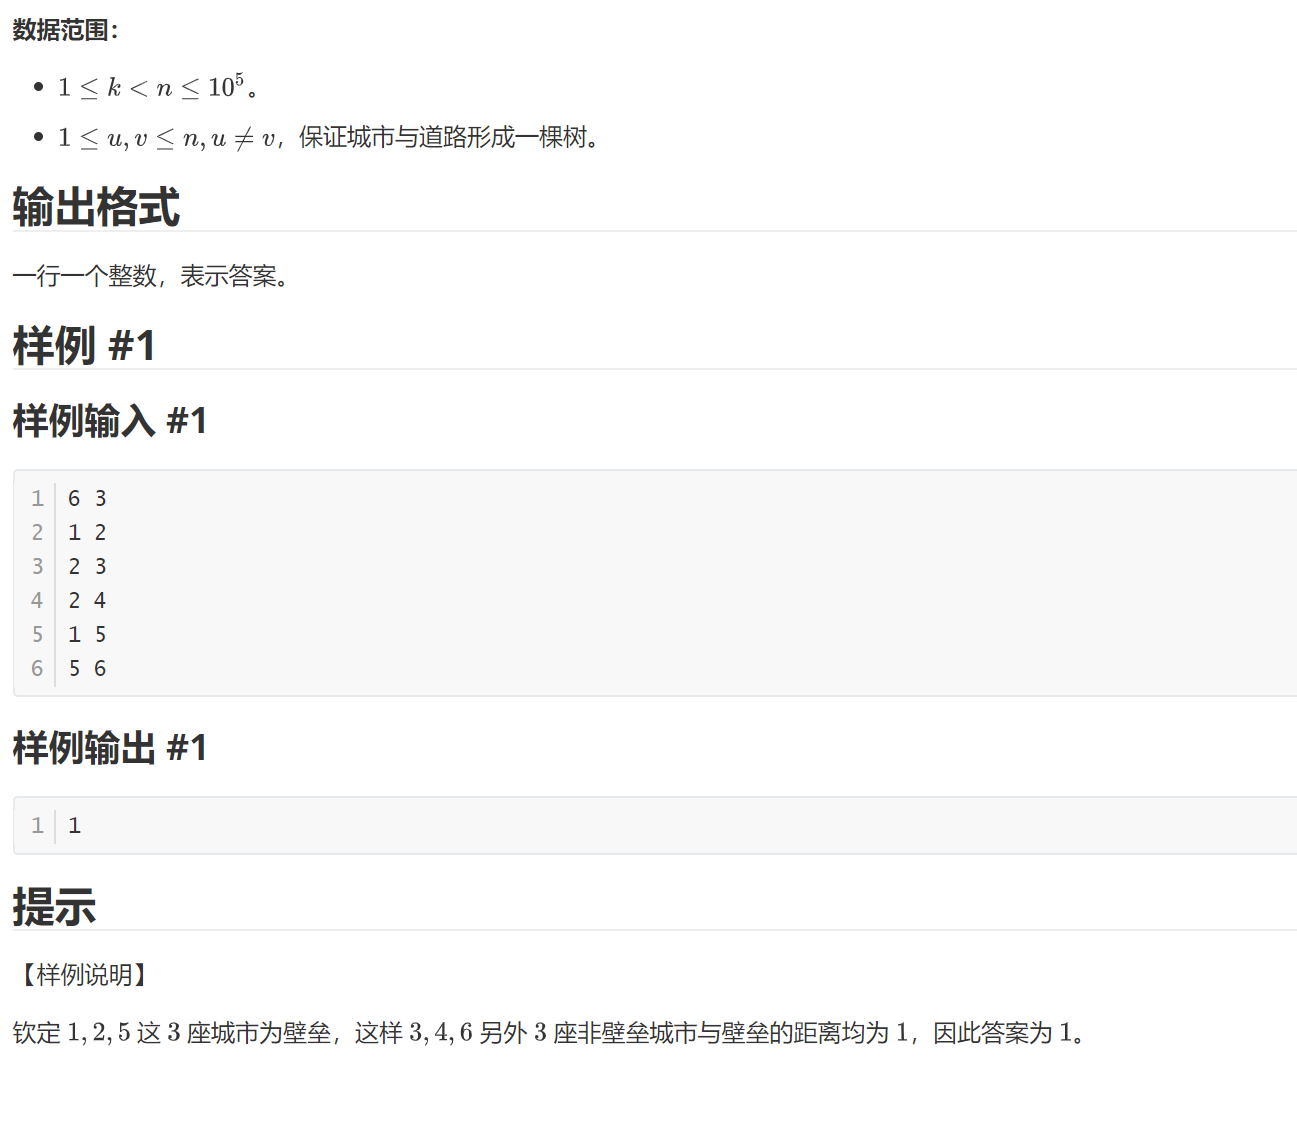 数据范围：
• 1 ≤ k < n ≤ 10^5。
• 1 ≤ u, v ≤ n, u ≠ v，保证城市与道路形成一棵树。
输出格式
一行一个整数，表示答案。
样例 #1
样例输入 #1
1 6 3
2 1 2
3 2 3
4 2 4
5 1 5
6 5 6
样例输出 #1
1 1
提示
【样例说明】
钦定 1, 2, 5 这 3 座城市为壁垒，这样 3, 4, 6 另外 3 座非壁垒城市与壁垒的距离均为 1，因此答案为 1。